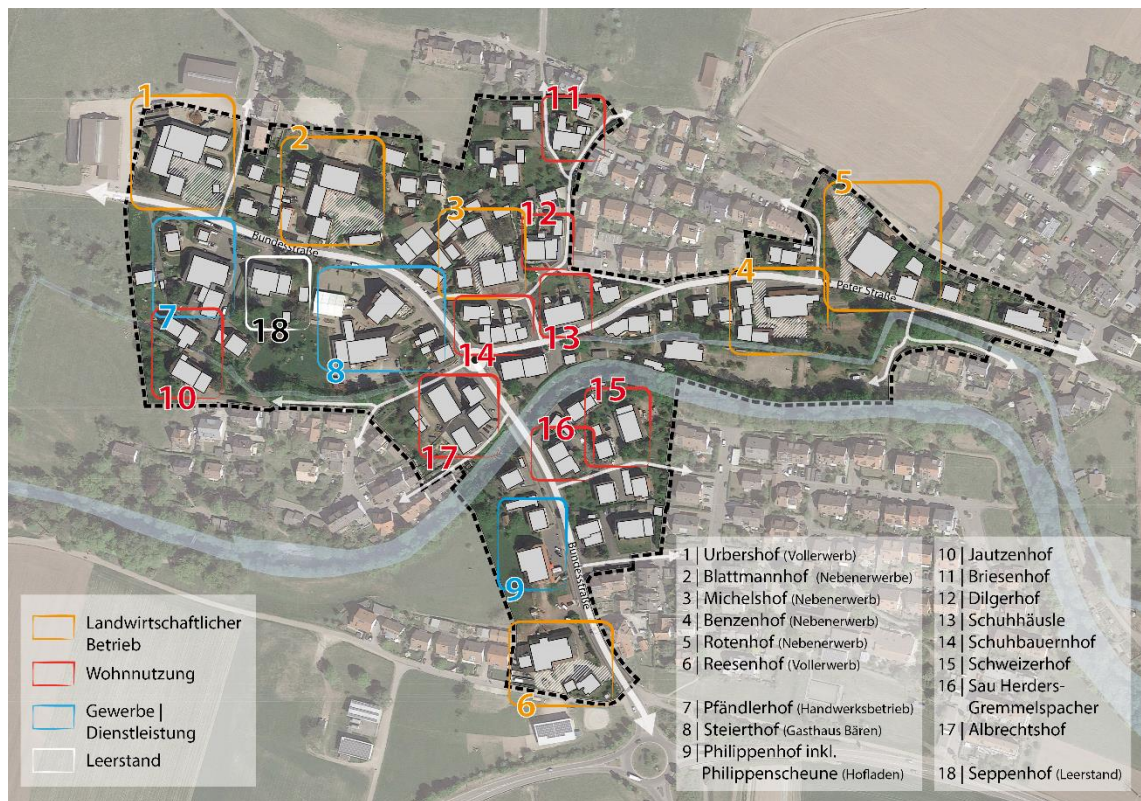 1
2
3
4
5
6
7
8
9
10
11
12
13
14
15
16
17
18
Bundesstraße
Peter Straße
Bundesstraße
Landwirtschaftlicher
Betrieb
Wohnnutzung
Gewerbe |
Dienstleistung
Leerstand
1 | Urbershof (Vollerwerb)
2 | Blattmannhof (Nebenerwerbe)
3 | Michelshof (Nebenerwerb)
4 | Benzenhof (Nebenerwerb)
5 | Rotenhof (Nebenerwerb)
6 | Reesenhof (Vollerwerb)
7 | Pfändlerhof (Handwerksbetrieb)
8 | Steierthof (Gasthaus Bären)
9 | Philippenhof inkl.
Philippenscheune (Hofladen)
10 | Jautzenhof
11 | Briesenhof
12 | Dilgerhof
13 | Schuhhäusle
14 | Schuhbauernhof
15 | Schweizerhof
16 | Sau Herders-
Gremmelspacher
17 | Albrechtshof
18 | Seppenhof (Leerstand)